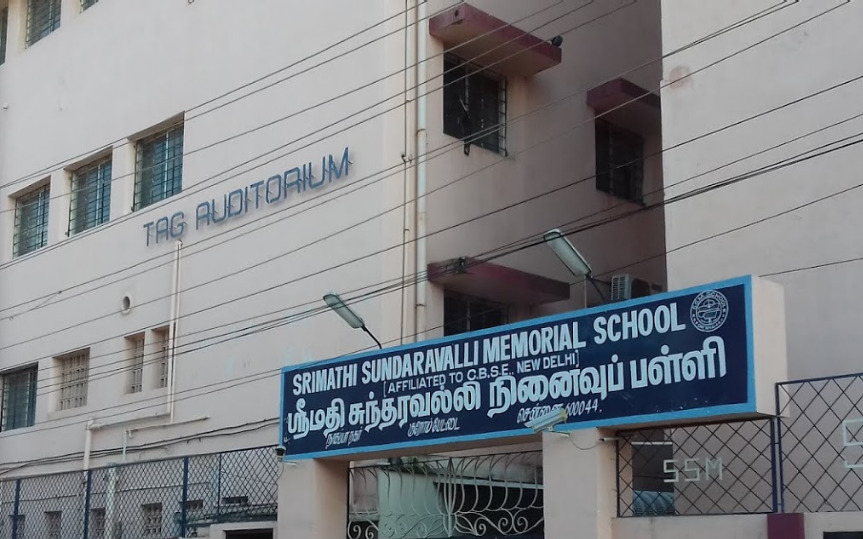 TAG AUDITORIUM
SRIMATHI SUNDARAVALLI MEMORIAL SCHOOL
[AFFILIATED TO C.B.S.E., NEW DELHI]
ஸ்ரீமதி சுந்தரவல்லி நினைவுப் பள்ளி
குரோம்பேட்டை சென்னை-600044.
SSM